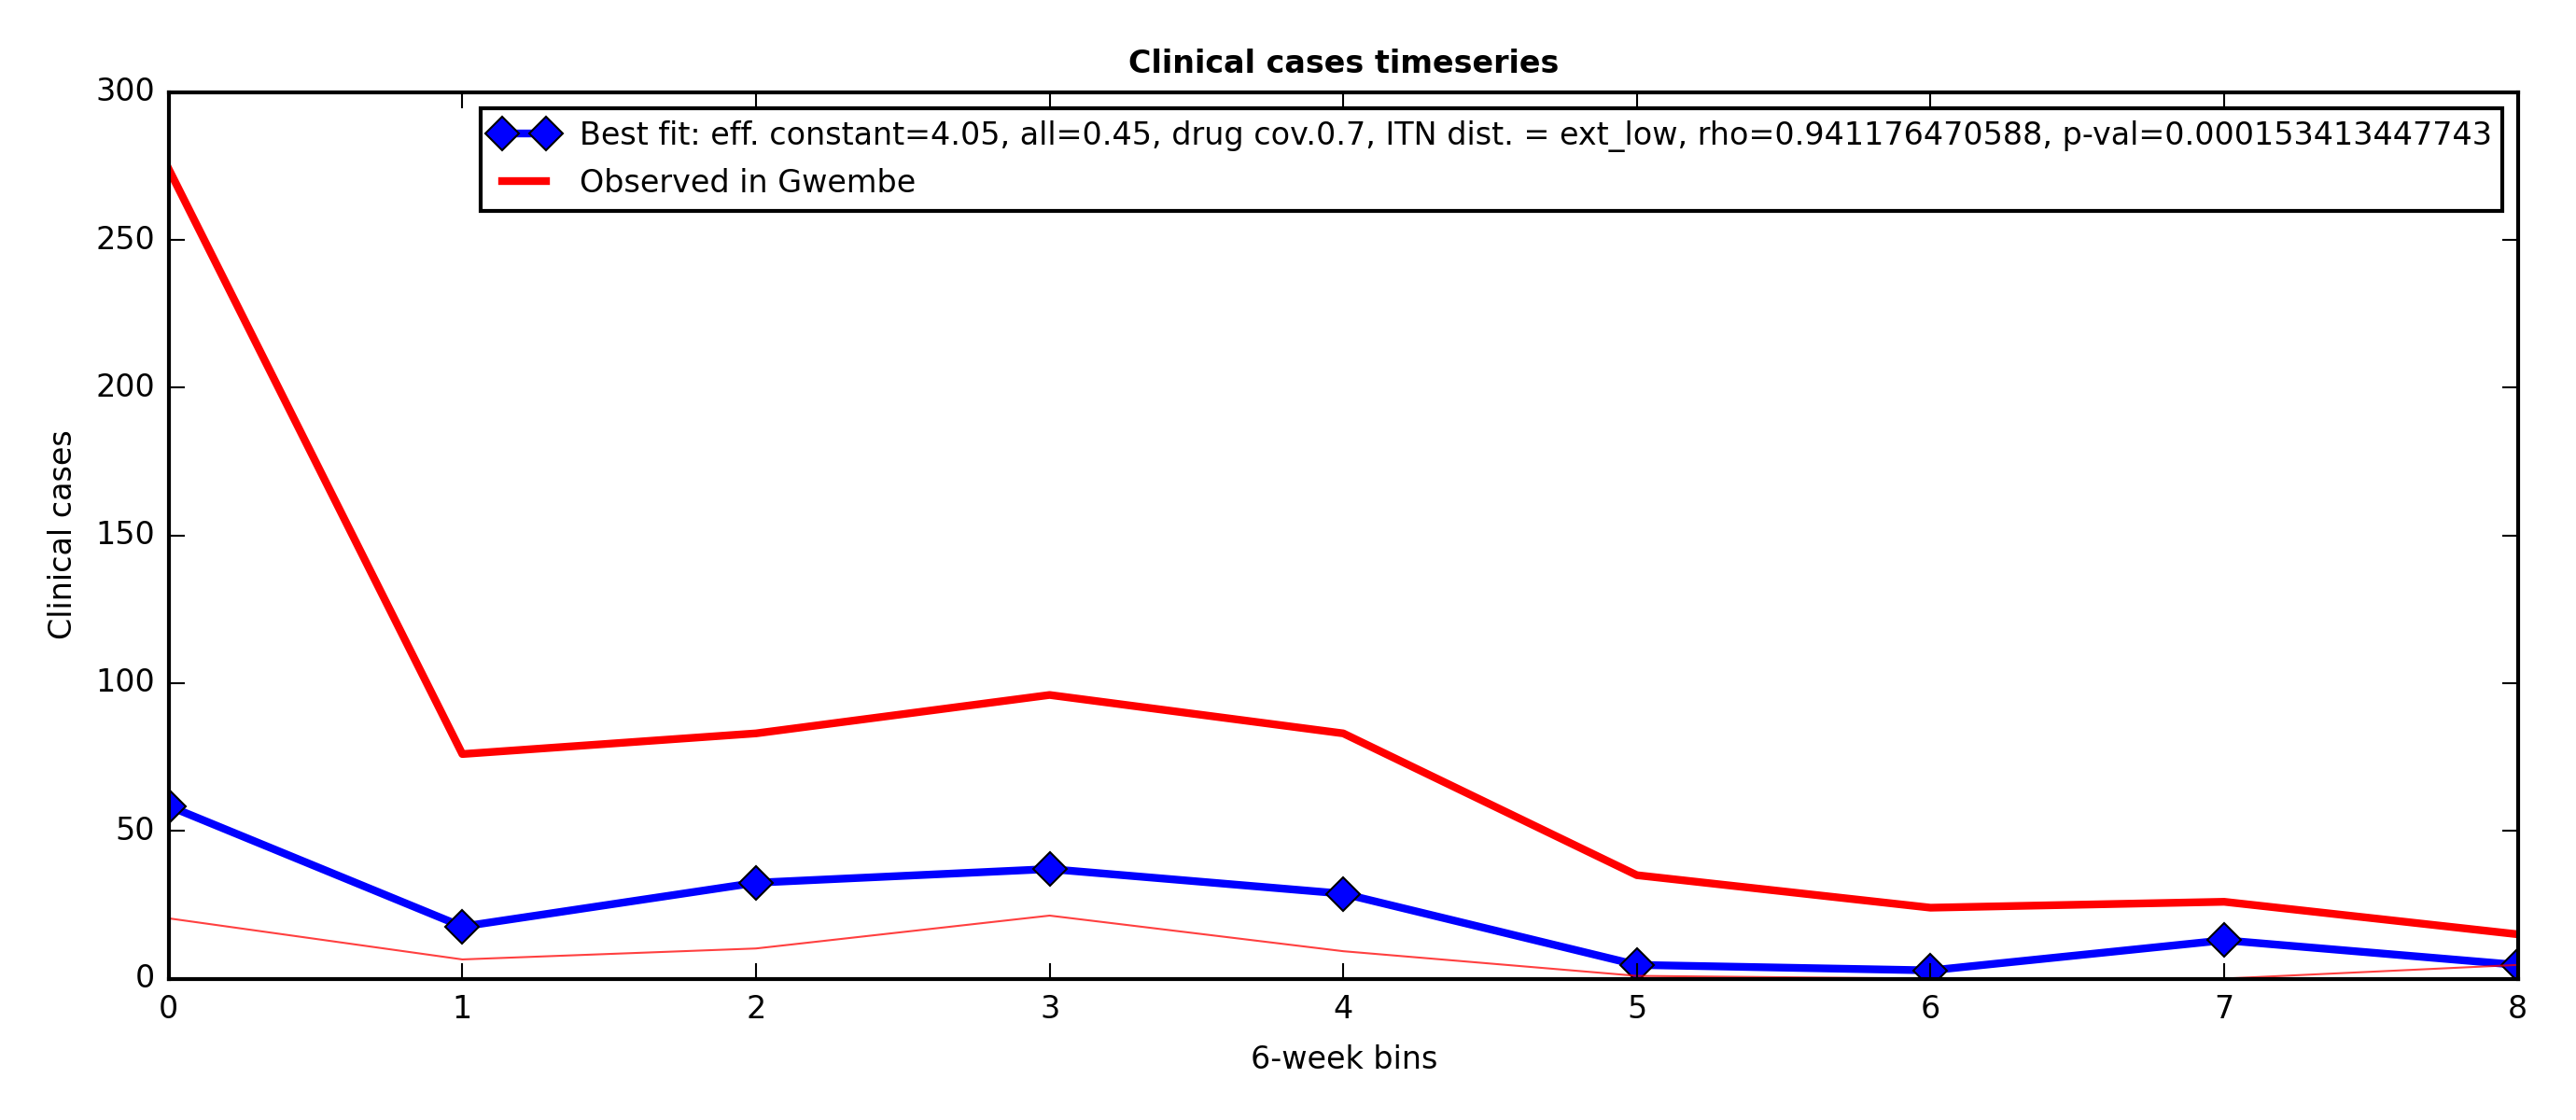 Clinical cases timeseries
300
250
200
150
100
50
0
Clinical cases
Best fit: eff. constant=4.05, all=0.45, drug cov.0.7, ITN dist. = ext_low, rho=0.941176470588, p-val=0.000153413447743
Observed in Gwembe
0 1 2 3 4 5 6 7 8
6-week bins